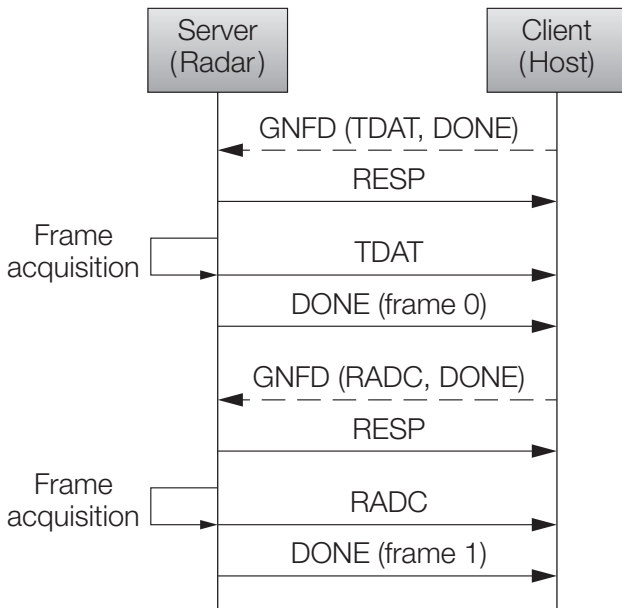 Server
(Radar)
Client
(Host)
GNFD (TDAT, DONE)
RESP
Frame
acquisition
TDAT
DONE (frame 0)
GNFD (RADC, DONE)
RESP
Frame
acquisition
RADC
DONE (frame 1)